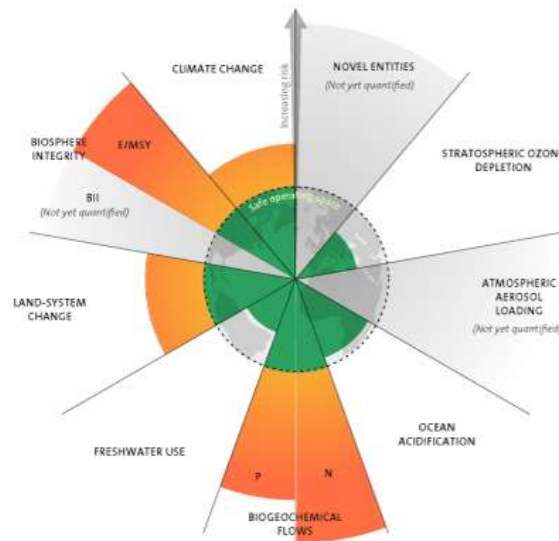 CLIMATE CHANGE
Increasing risk
NOVEL ENTITIES
(Not yet quantified)
BIOSPHERE
INTEGRITY
E/MSY
STRATOSPHERIC OZON
DEPLETION
BII
(Not yet quantified)
Safe operating space
LAND-SYSTEM
CHANGE
ATMOSPHERIC
AEROSOL
LOADING
(Not yet quantified)
FRESHWATER USE
OCEAN
ACIDIFICATION
P
N
BIOGEOCHEMICAL
FLOWS